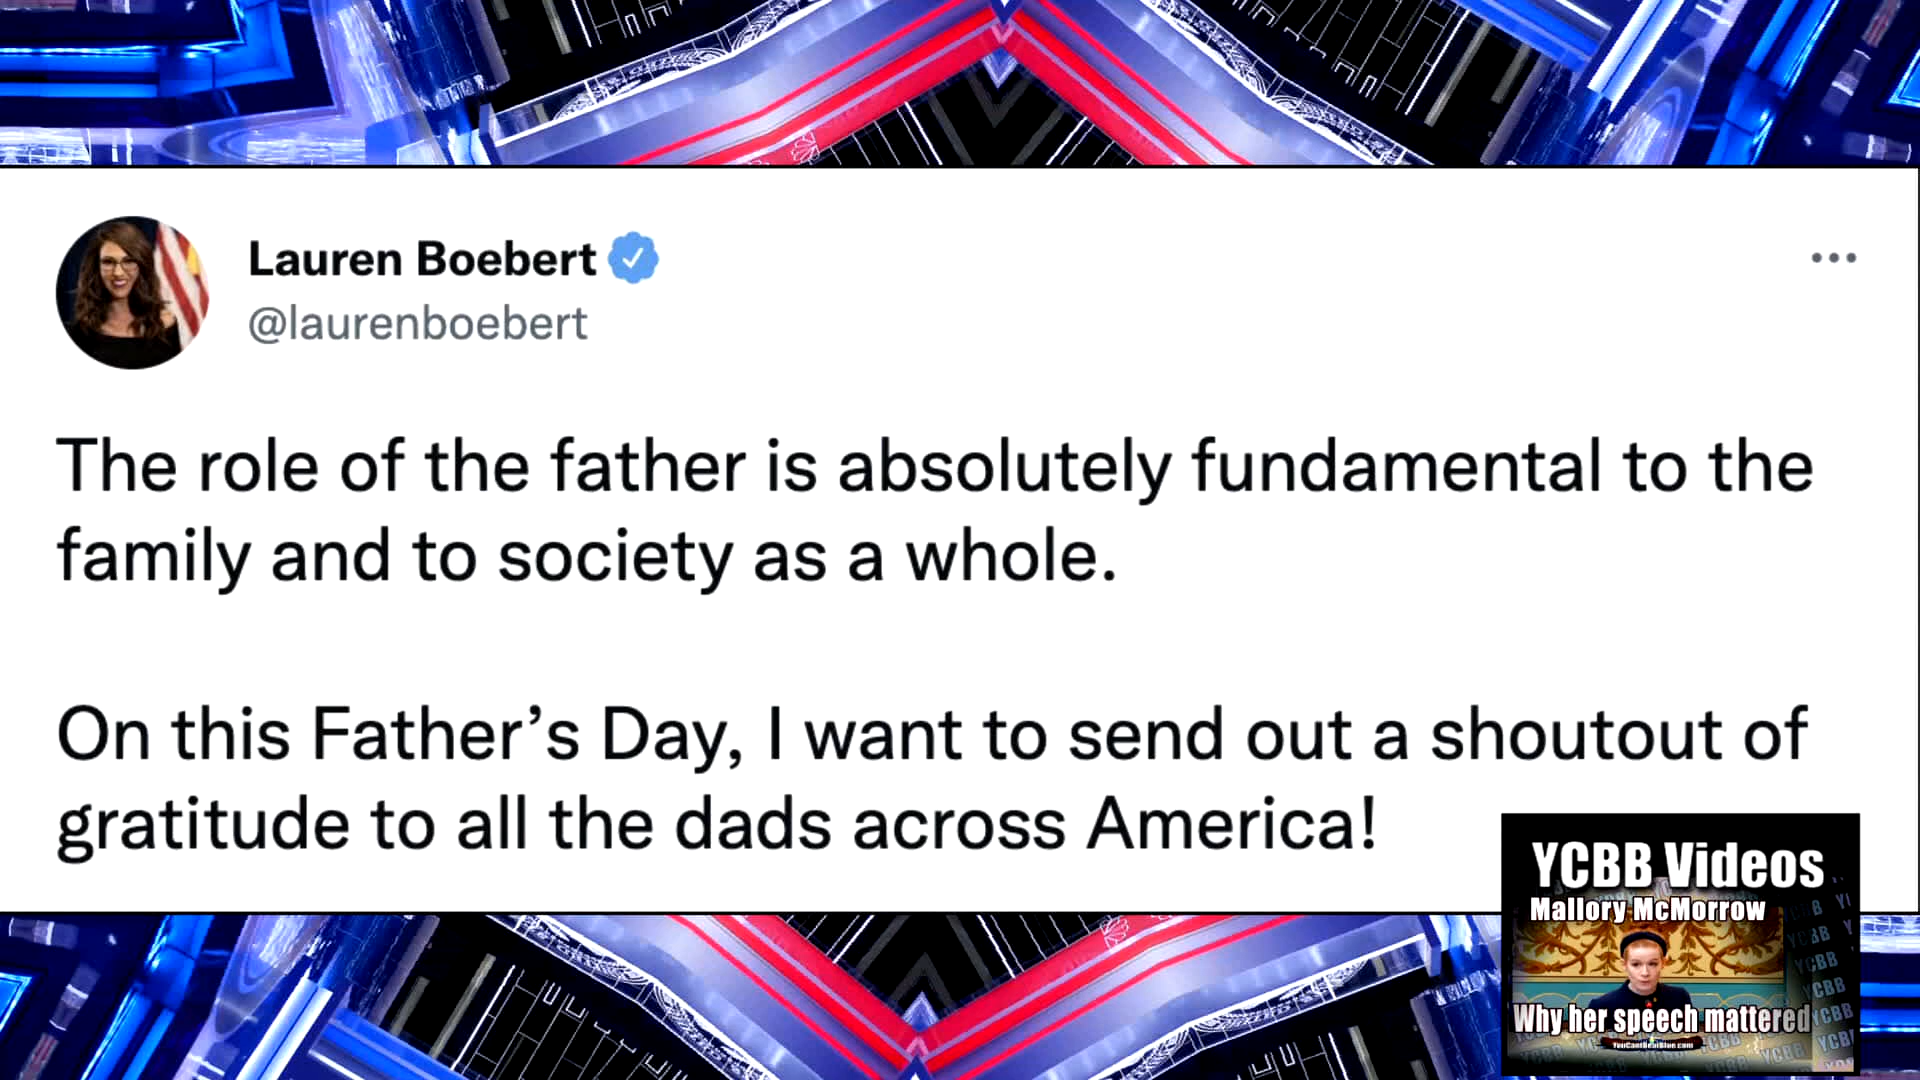 Lauren Boebert
@laurenboebert
The role of the father is absolutely fundamental to the
family and to society as a whole.
On this Father's Day, I want to send out a shoutout of
gratitude to all the dads across America!
YCBB Videos
Mallory McMorrow
Why her speech mattered
YouCantBeatBlue.com